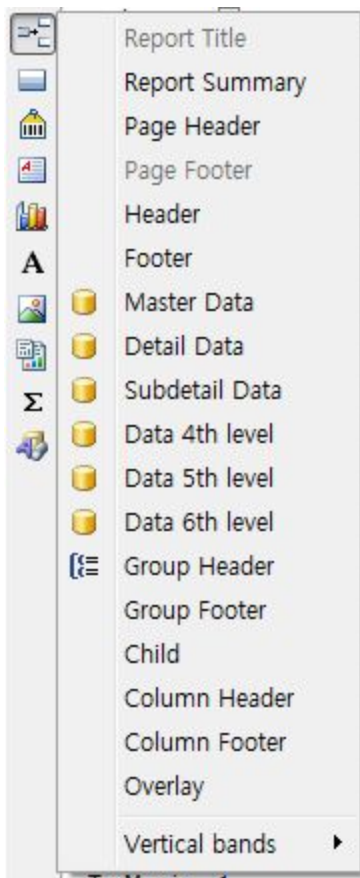 Report Title
Report Summary
Page Header
Page Footer
Header
A
Footer
Master Data
Detail Data
Σ
Subdetail Data
Data 4th level
Data 5th level
Data 6th level
Group Header
Group Footer
Child
Column Header
Column Footer
Overlay
Vertical bands